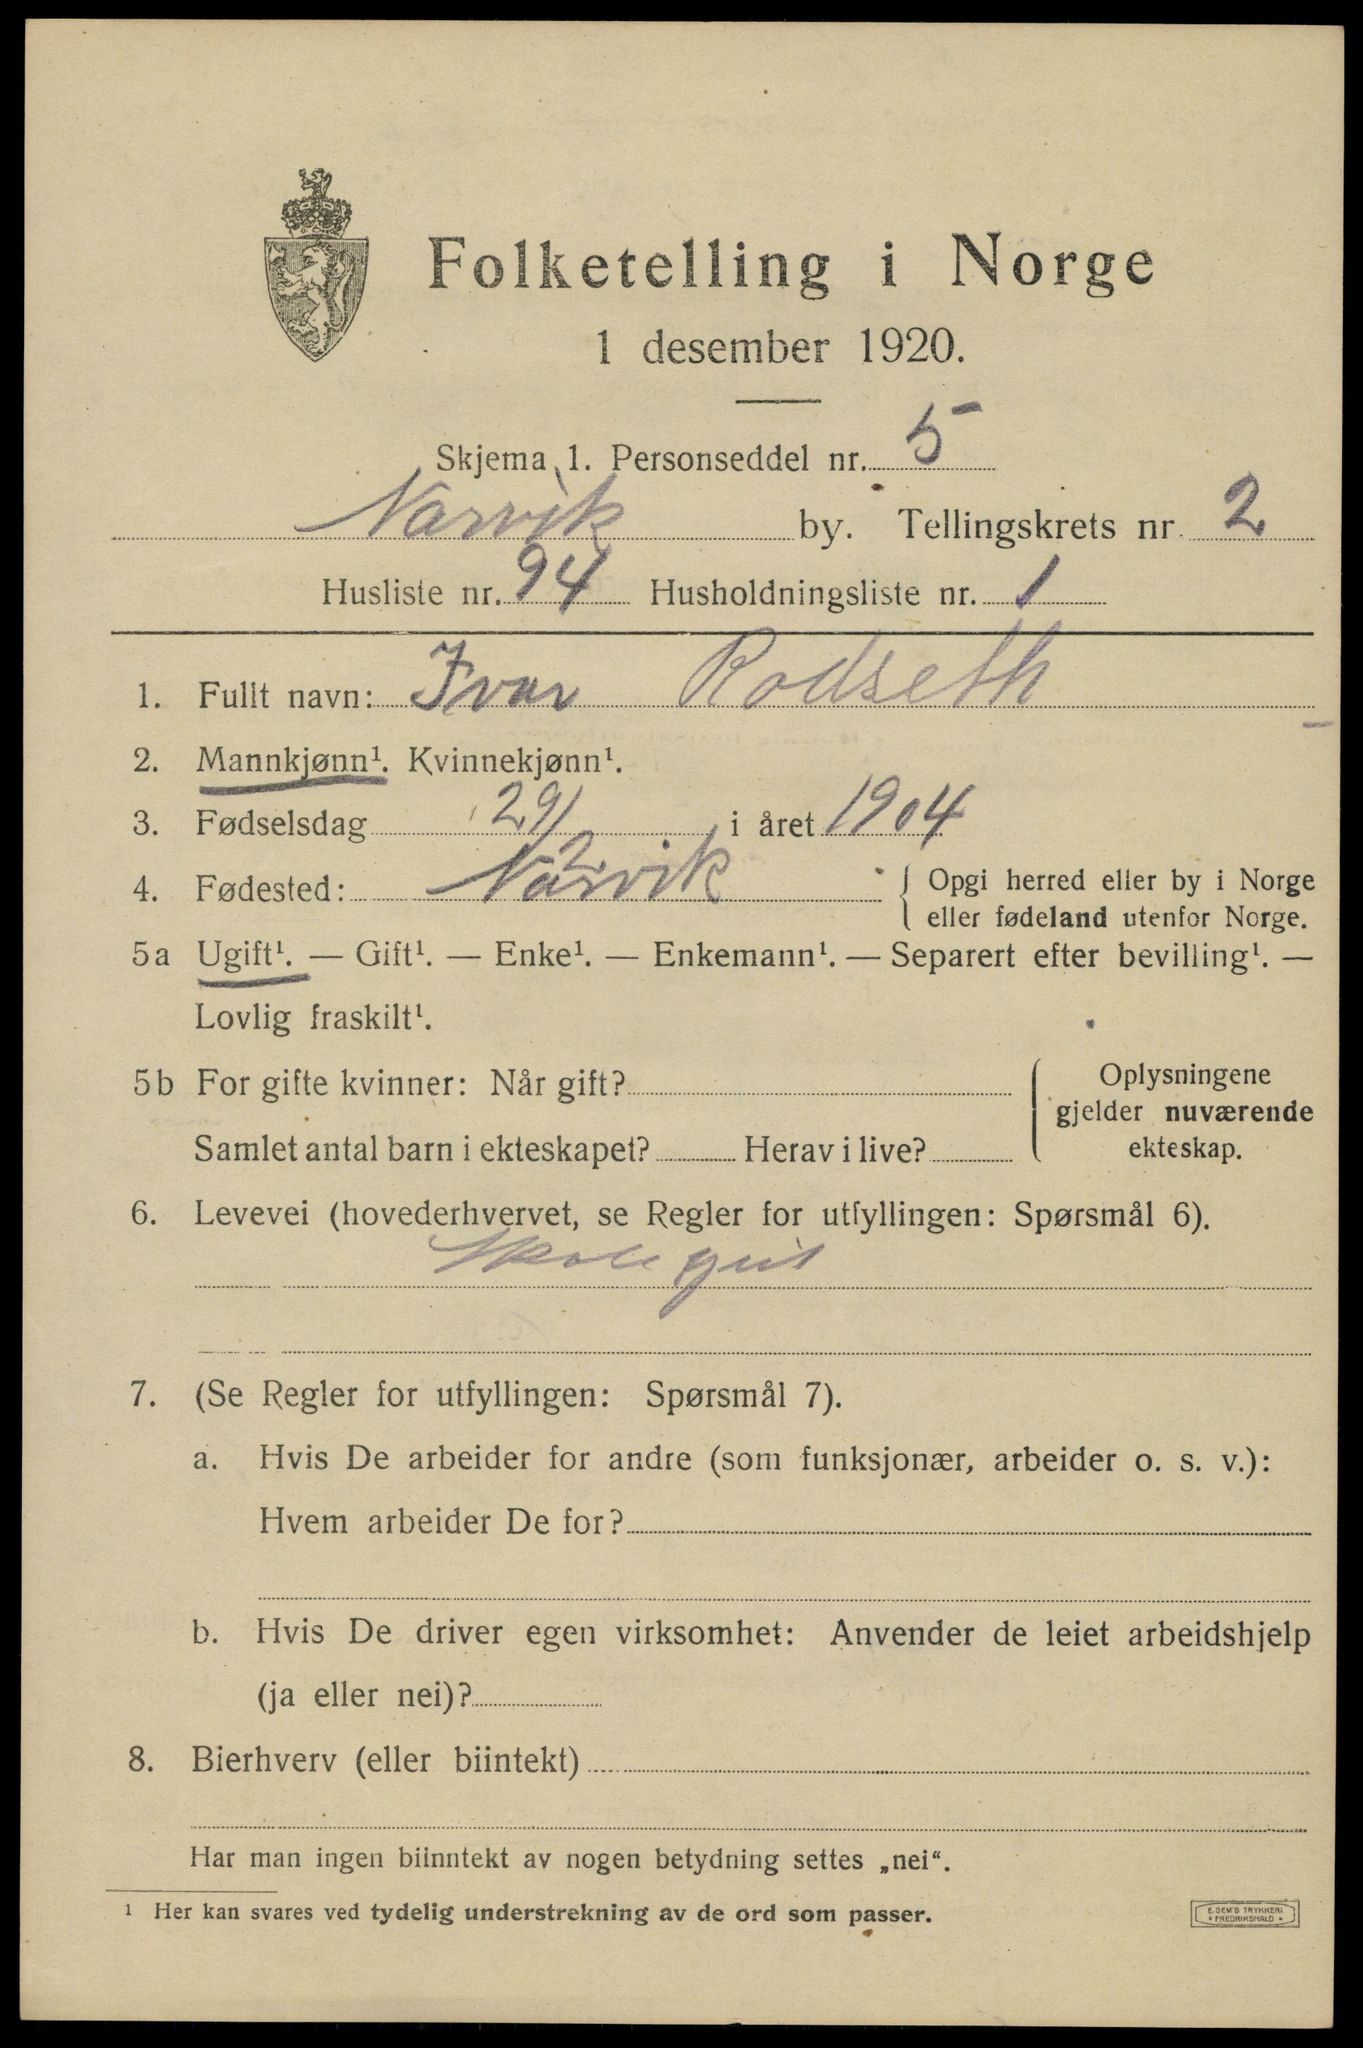 Folketelling i Norge
1 desember 1920.
Skjema 1. Personseddel nr. 5
Narvik by. Tellingskrets nr. 2
Husliste nr. 94 Husholdningsliste nr. 1
1. Fullt navn: Ivar Rodseth
2. Mannkjønn¹. Kvinnekjønn¹.
3. Fødselsdag 29/2 i året 1904
4. Fødested: Narvik { Opgi herred eller by i Norge
eller fødeland utenfor Norge.
5a Ugift¹. — Gift¹. — Enke¹. — Enkemann¹. — Separert efter bevilling¹. —
Lovlig fraskilt¹.
5b For gifte kvinner: Når gift?
Samlet antal barn i ekteskapet? Herav i live?
Oplysningene
gjelder nuværende
ekteskap.
6. Levevei (hovederhvervet, se Regler for utfyllingen: Spørsmål 6).
Skolegut
7. (Se Regler for utfyllingen: Spørsmål 7).
a. Hvis De arbeider for andre (som funksjonær, arbeider o. s. v.):
Hvem arbeider De for?
b. Hvis De driver egen virksomhet: Anvender de leiet arbeidshjelp
(ja eller nei)?
8. Bierhverv (eller biintekt)
Har man ingen biinntekt av nogen betydning settes „nei“.
¹ Her kan svares ved tydelig understrekning av de ord som passer.
E. SEM'S TRYKKERI
• FREDRIKSHALD •